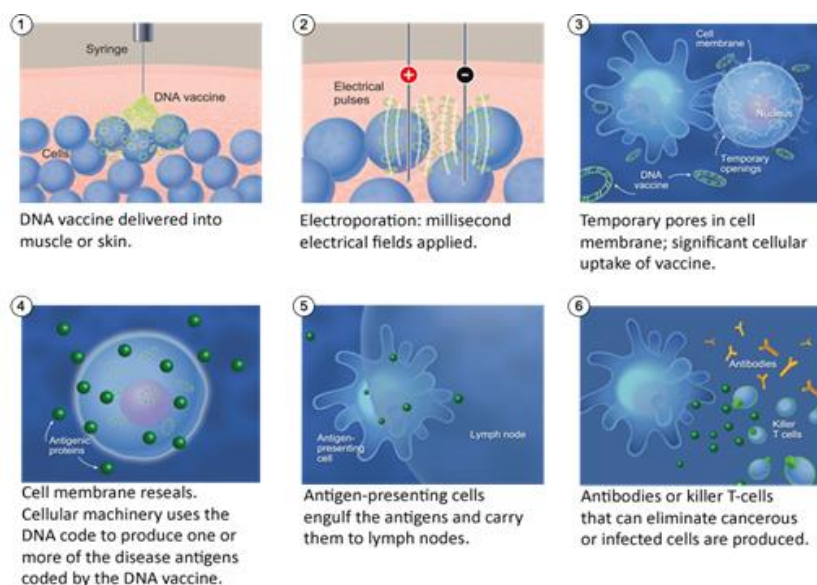 1
Syringe
DNA vaccine
Cells
DNA vaccine delivered into
muscle or skin.
2
+
-
Electrical
pulses
Electroporation: millisecond
electrical fields applied.
3
Cell
membrane
Nucleus
Temporary
openings
DNA
vaccine
Temporary pores in cell
membrane; significant cellular
uptake of vaccine.
4
Antigenic
proteins
Cell membrane reseals.
Cellular machinery uses the
DNA code to produce one or
more of the disease antigens
coded by the DNA vaccine.
5
Antigen-
presenting
cell
Lymph node
Antigen-presenting cells
engulf the antigens and carry
them to lymph nodes.
6
Antibodies
Killer
T cells
Antibodies or killer T-cells
that can eliminate cancerous
or infected cells are produced.